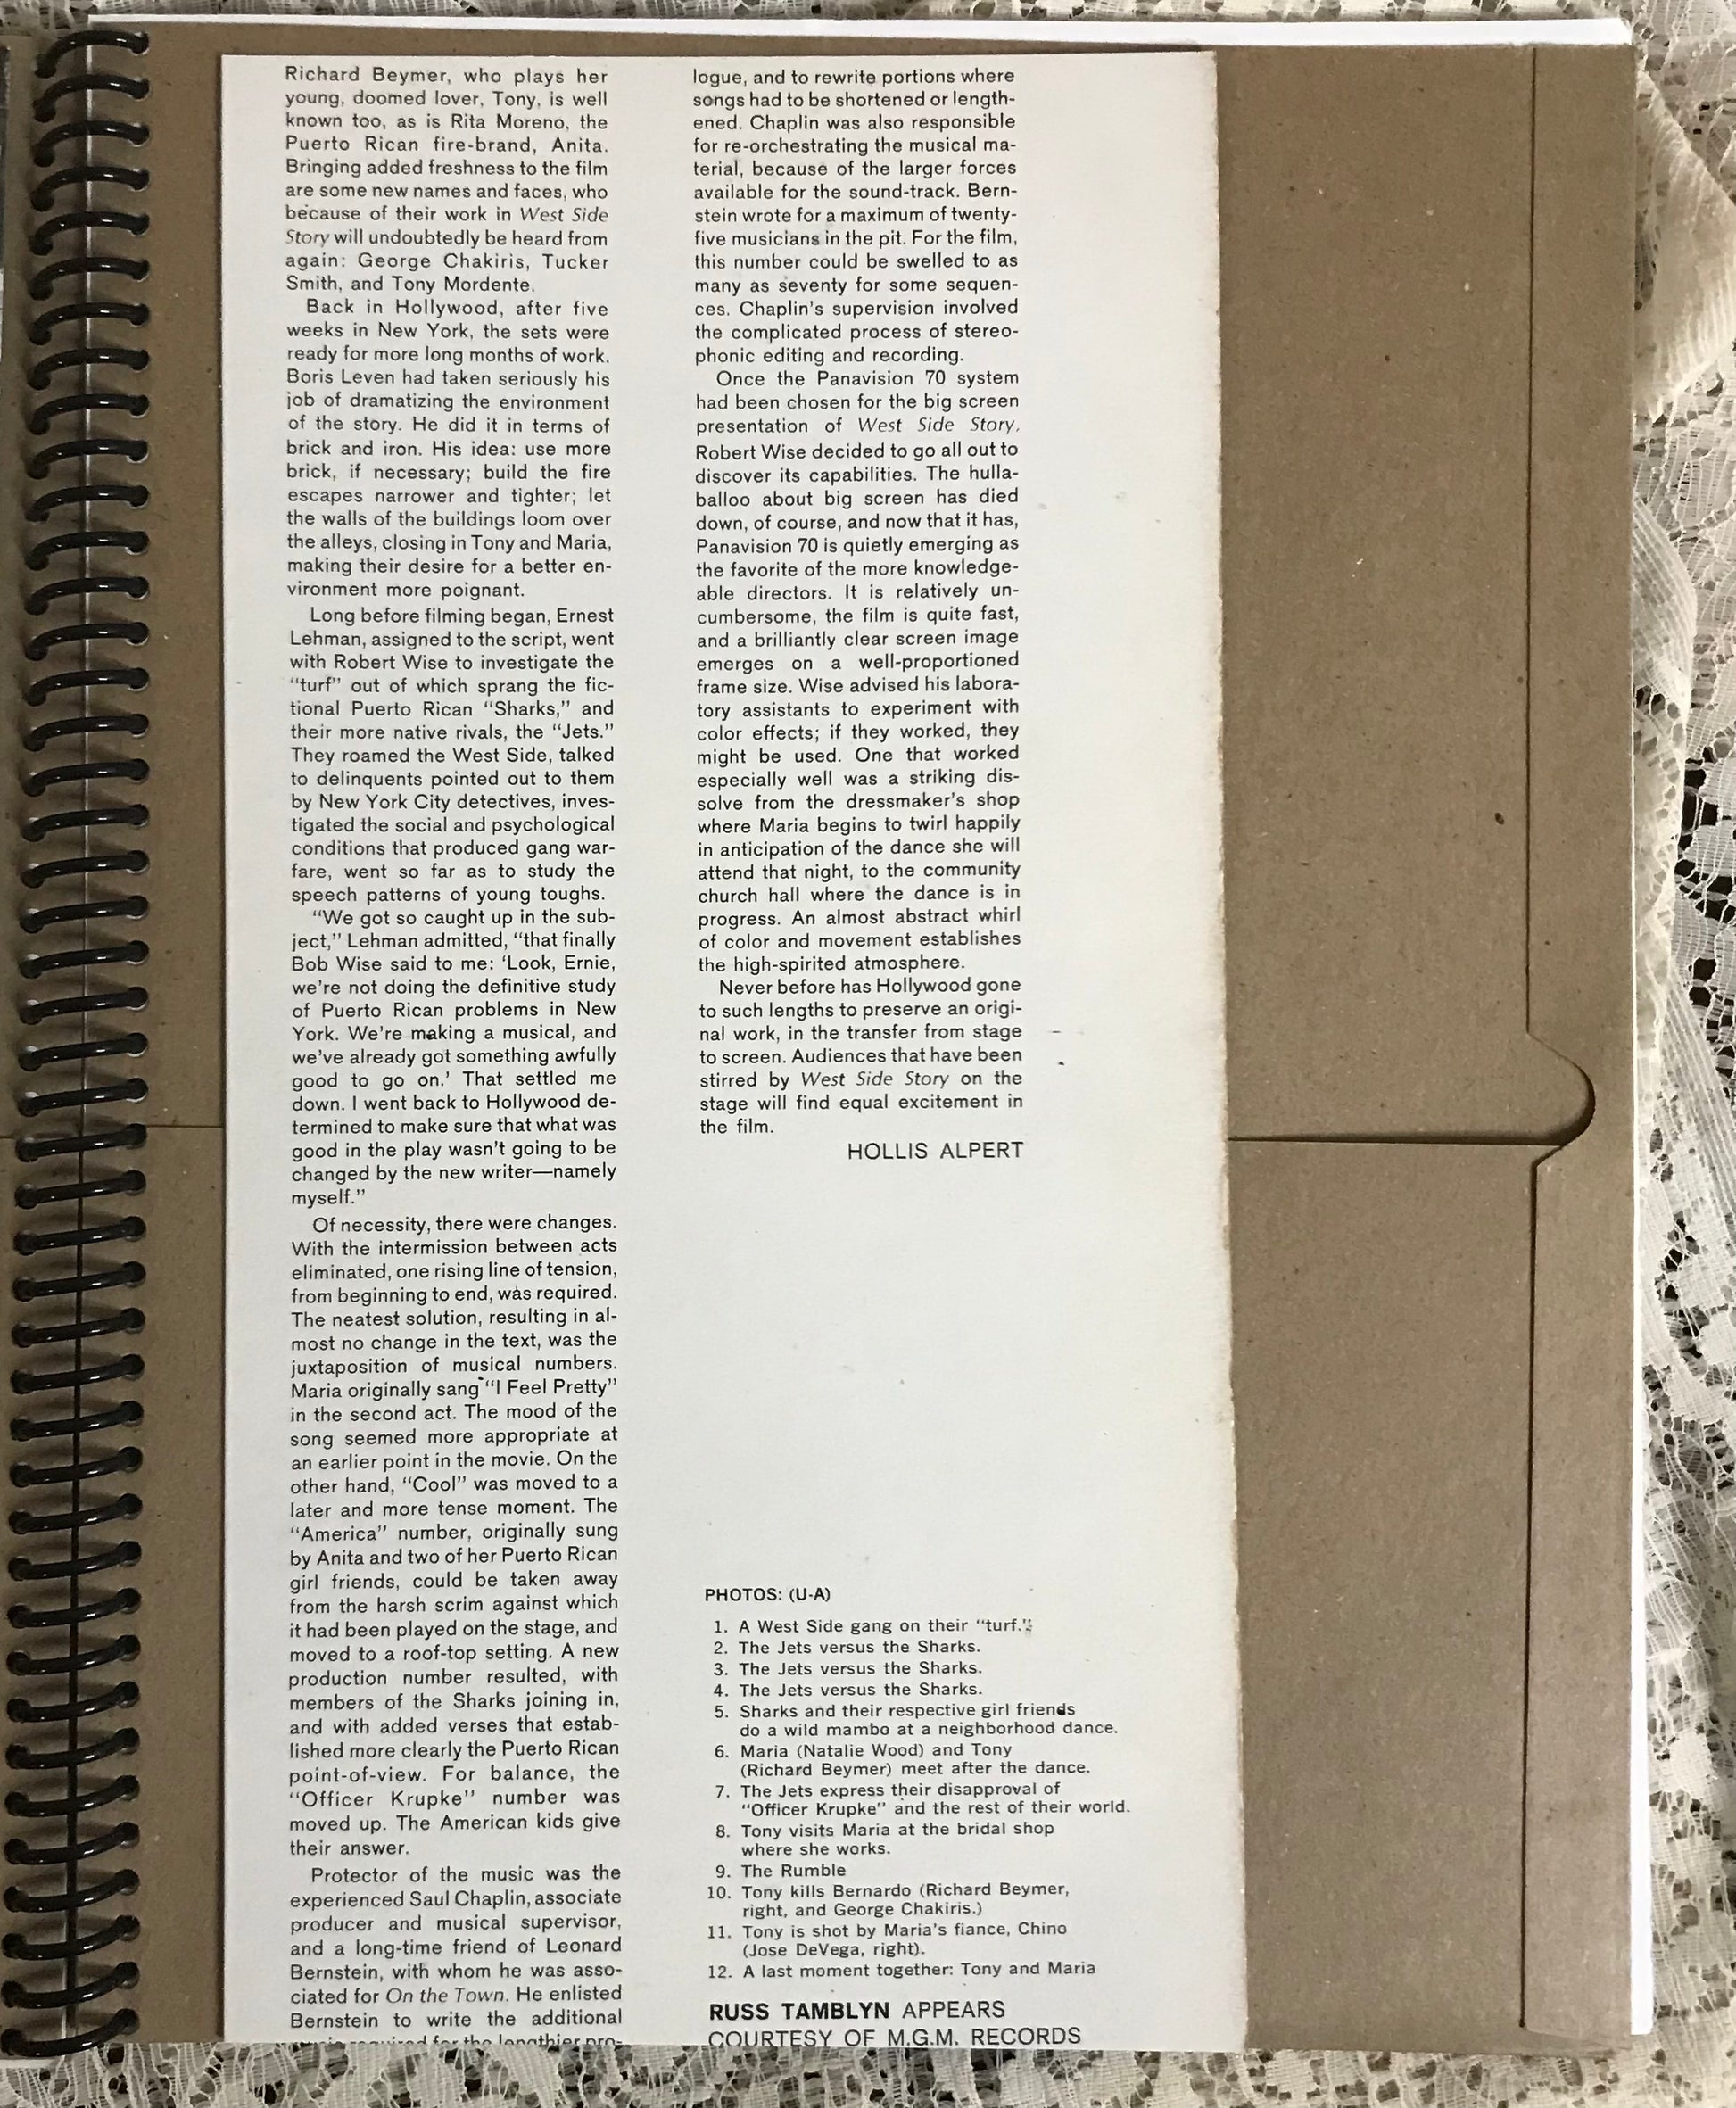 Richard Beymer, who plays her
young, doomed lover, Tony, is well
known too, as is Rita Moreno, the
Puerto Rican fire-brand, Anita.
Bringing added freshness to the film
are some new names and faces, who
because of their work in West Side
Story will undoubtedly be heard from
again: George Chakiris, Tucker
Smith, and Tony Mordente.
Back in Hollywood, after five
weeks in New York, the sets were
ready for more long months of work.
Boris Leven had taken seriously his
job of dramatizing the environment
of the story. He did it in terms of
brick and iron. His idea: use more
brick, if necessary; build the fire
escapes narrower and tighter; let
the walls of the buildings loom over
the alleys, closing in Tony and Maria,
making their desire for a better en-
vironment more poignant.
Long before filming began, Ernest
Lehman, assigned to the script, went
with Robert Wise to investigate the
“turf” out of which sprang the fic-
tional Puerto Rican “Sharks,” and
their more native rivals, the “Jets.”
They roamed the West Side, talked
to delinquents pointed out to them
by New York City detectives, inves-
tigated the social and psychological
conditions that produced gang war-
fare, went so far as to study the
speech patterns of young toughs.
“We got so caught up in the sub-
ject,” Lehman admitted, “that finally
Bob Wise said to me: ‘Look, Ernie,
we’re not doing the definitive study
of Puerto Rican problems in New
York. We’re making a musical, and
we’ve already got something awfully
good to go on.’ That settled me
down. I went back to Hollywood de-
termined to make sure that what was
good in the play wasn’t going to be
changed by the new writer—namely
myself.”
Of necessity, there were changes.
With the intermission between acts
eliminated, one rising line of tension,
from beginning to end, was required.
The neatest solution, resulting in al-
most no change in the text, was the
juxtaposition of musical numbers.
Maria originally sang “I Feel Pretty”
in the second act. The mood of the
song seemed more appropriate at
an earlier point in the movie. On the
other hand, “Cool” was moved to a
later and more tense moment. The
“America” number, originally sung
by Anita and two of her Puerto Rican
girl friends, could be taken away
from the harsh scrim against which
it had been played on the stage, and
moved to a roof-top setting. A new
production number resulted, with
members of the Sharks joining in,
and with added verses that estab-
lished more clearly the Puerto Rican
point-of-view. For balance, the
“Officer Krupke” number was
moved up. The American kids give
their answer.
Protector of the music was the
experienced Saul Chaplin, associate
producer and musical supervisor,
and a long-time friend of Leonard
Bernstein, with whom he was asso-
ciated for On the Town. He enlisted
Bernstein to write the additional
music required for the lengthier pro-
logue, and to rewrite portions where
songs had to be shortened or length-
ened. Chaplin was also responsible
for re-orchestrating the musical ma-
terial, because of the larger forces
available for the sound-track. Bern-
stein wrote for a maximum of twenty-
five musicians in the pit. For the film,
this number could be swelled to as
many as seventy for some sequen-
ces. Chaplin’s supervision involved
the complicated process of stereo-
phonic editing and recording.
Once the Panavision 70 system
had been chosen for the big screen
presentation of West Side Story,
Robert Wise decided to go all out to
discover its capabilities. The hulla-
balloo about big screen has died
down, of course, and now that it has,
Panavision 70 is quietly emerging as
the favorite of the more knowledge-
able directors. It is relatively un-
cumbersome, the film is quite fast,
and a brilliantly clear screen image
emerges on a well-proportioned
frame size. Wise advised his labora-
tory assistants to experiment with
color effects; if they worked, they
might be used. One that worked
especially well was a striking dis-
solve from the dressmaker’s shop
where Maria begins to twirl happily
in anticipation of the dance she will
attend that night, to the community
church hall where the dance is in
progress. An almost abstract whirl
of color and movement establishes
the high-spirited atmosphere.
Never before has Hollywood gone
to such lengths to preserve an origi-
nal work, in the transfer from stage
to screen. Audiences that have been
stirred by West Side Story on the
stage will find equal excitement in
the film.
HOLLIS ALPERT
PHOTOS: (U-A)
1. A West Side gang on their “turf.”
2. The Jets versus the Sharks.
3. The Jets versus the Sharks.
4. The Jets versus the Sharks.
5. Sharks and their respective girl friends
do a wild mambo at a neighborhood dance.
6. Maria (Natalie Wood) and Tony
(Richard Beymer) meet after the dance.
7. The Jets express their disapproval of
“Officer Krupke” and the rest of their world.
8. Tony visits Maria at the bridal shop
where she works.
9. The Rumble
10. Tony kills Bernardo (Richard Beymer,
right, and George Chakiris.)
11. Tony is shot by Maria’s fiance, Chino
(Jose DeVega, right).
12. A last moment together: Tony and Maria
RUSS TAMBLYN APPEARS
COURTESY OF M.G.M. RECORDS